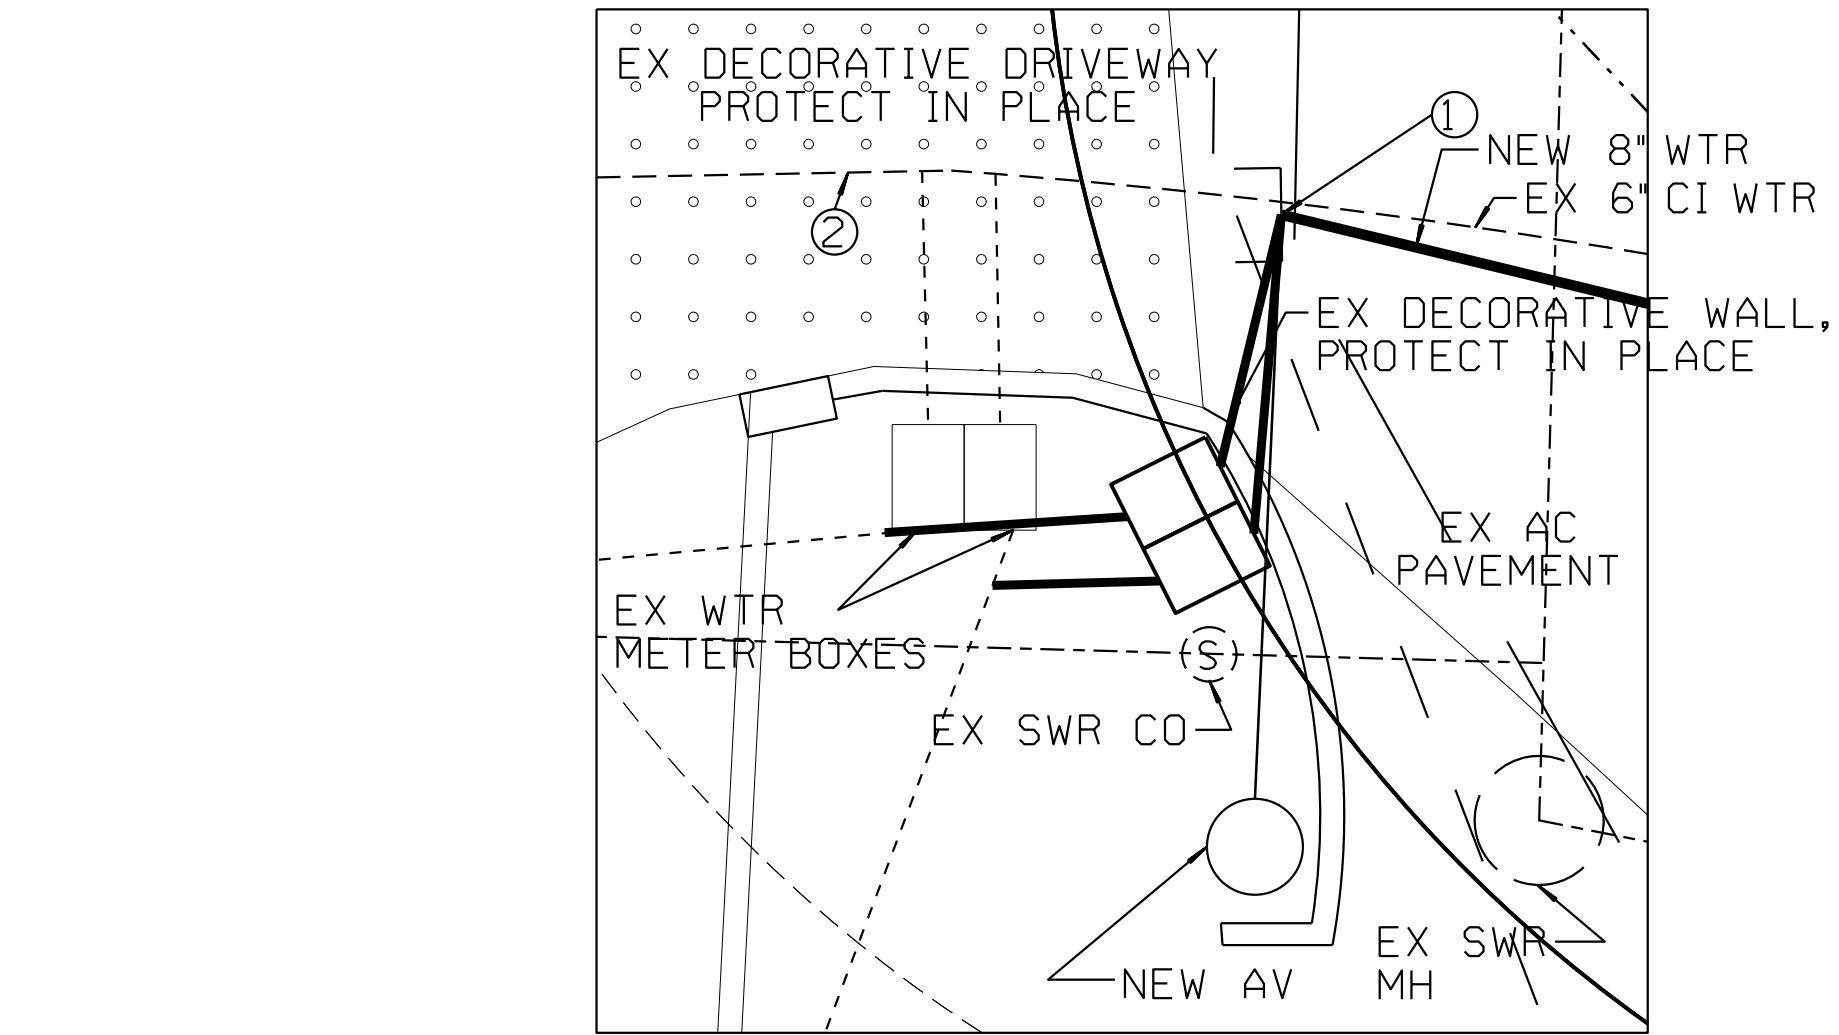 EX DECORATIVE DRIVEWAY
PROTECT IN PLACE
1
NEW 8" WTR
EX 6" CI WTR
2
EX DECORATIVE WALL,
PROTECT IN PLACE
EX AC
PAVEMENT
EX WTR
METER BOXES
S
EX SWR CO
EX SWR
MH
NEW AV